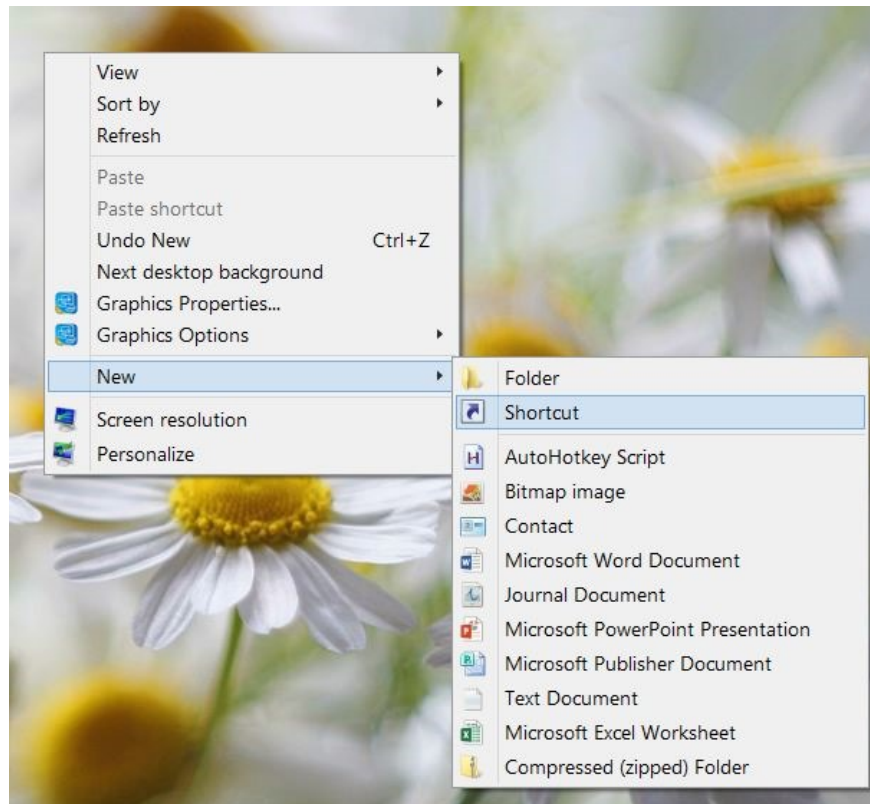 View
Sort by
Refresh
Paste
Paste shortcut
Undo New Ctrl+Z
Next desktop background
Graphics Properties...
Graphics Options
New
Screen resolution
Personalize
Folder
Shortcut
AutoHotkey Script
Bitmap image
Contact
Microsoft Word Document
Journal Document
Microsoft PowerPoint Presentation
Microsoft Publisher Document
Text Document
Microsoft Excel Worksheet
Compressed (zipped) Folder